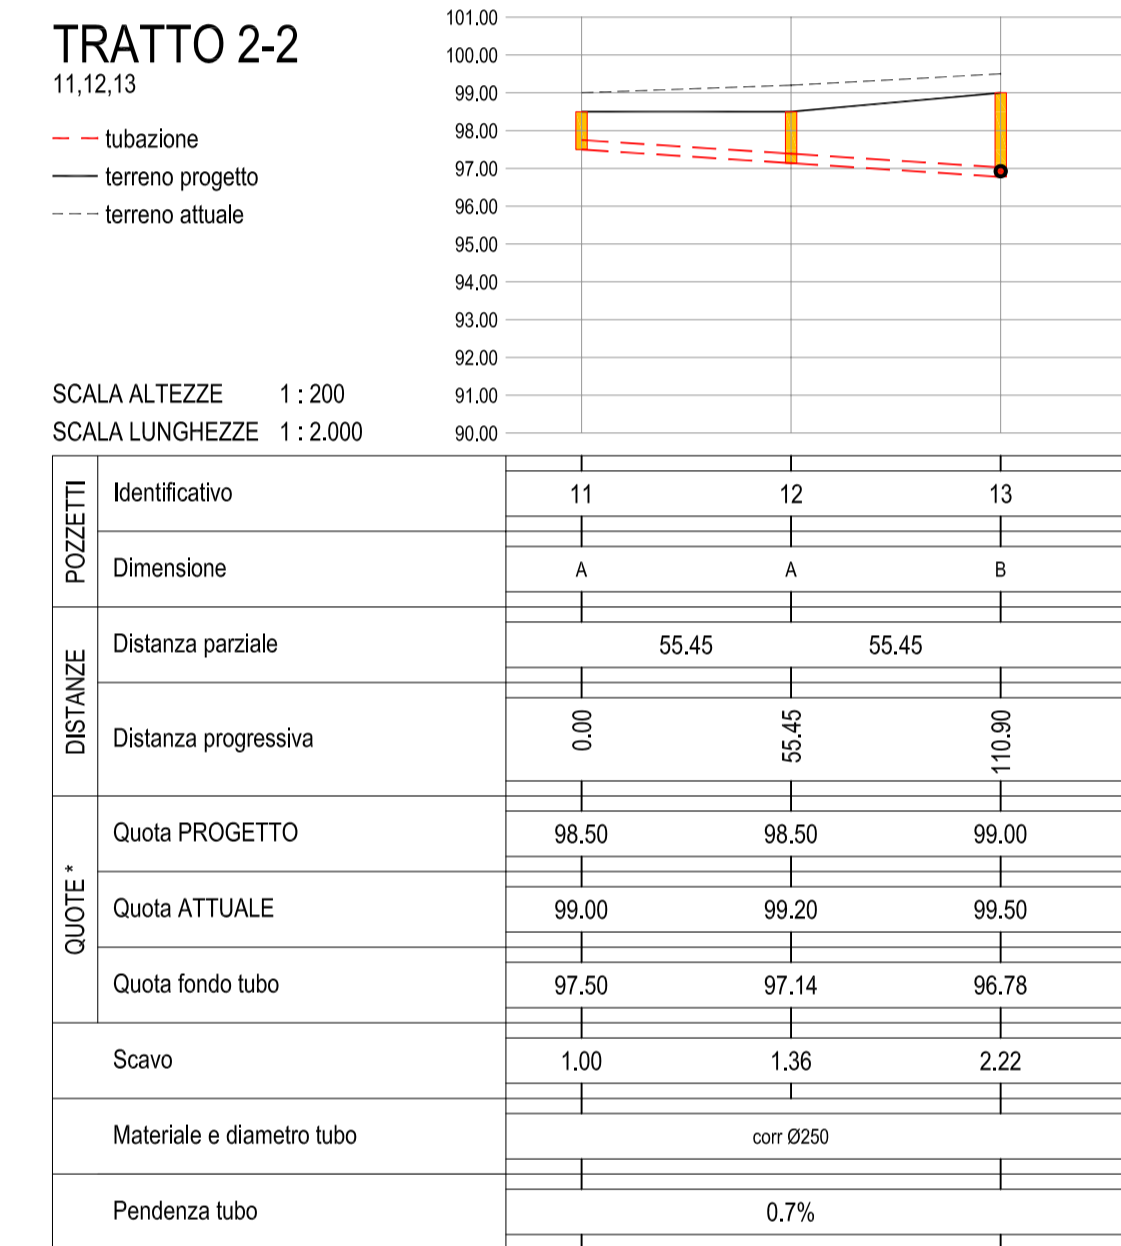 TRATTO 2-2
11,12,13
tubazione
terreno progetto
terreno attuale
SCALA ALTEZZE 1 : 200
SCALA LUNGHEZZE 1 : 2.000
101.00
100.00
99.00
98.00
97.00
96.00
95.00
94.00
93.00
92.00
91.00
90.00
POZZETTI
Identificativo 11 12 13
Dimensione A A B
DISTANZE
Distanza parziale 55.45 55.45
Distanza progressiva 0.00 55.45 110.90
QUOTE *
Quota PROGETTO 98.50 98.50 99.00
Quota ATTUALE 99.00 99.20 99.50
Quota fondo tubo 97.50 97.14 96.78
Scavo 1.00 1.36 2.22
Materiale e diametro tubo corr Ø250
Pendenza tubo 0.7%